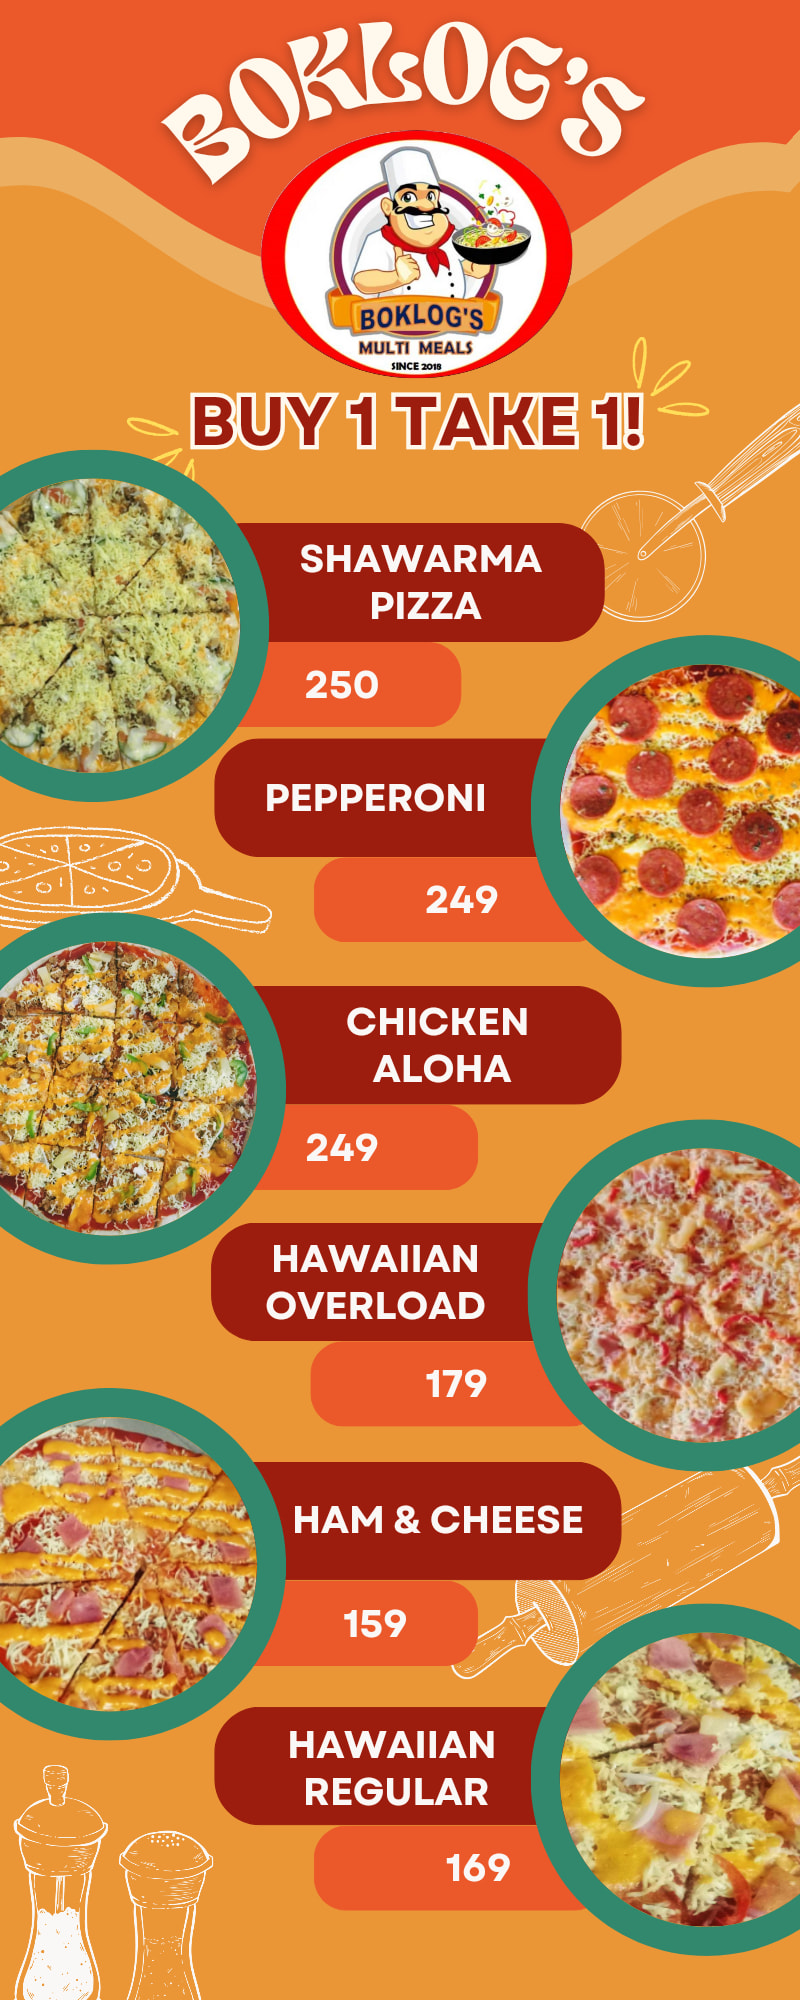 BOKLOG'S
BOKLOG'S
MULTI MEALS
SINCE 2018
BUY 1 TAKE 1!
SHAWARMA
PIZZA
250
PEPPERONI
249
CHICKEN
ALOHA
249
HAWAIIAN
OVERLOAD
179
HAM & CHEESE
159
HAWAIIAN
REGULAR
169